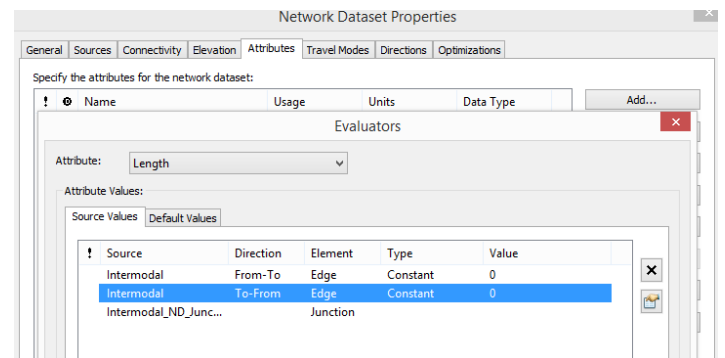 Network Dataset Properties
General Sources Connectivity Elevation Attributes Travel Modes Directions Optimizations
Specify the attributes for the network dataset:
! Name Usage Units Data Type Add...
Evaluators
Attribute: Length
Attribute Values:
Source Values Default Values
! Source Direction Element Type Value
Intermodal From-To Edge Constant 0
Intermodal To-From Edge Constant 0
Intermodal_ND_Junc... Junction